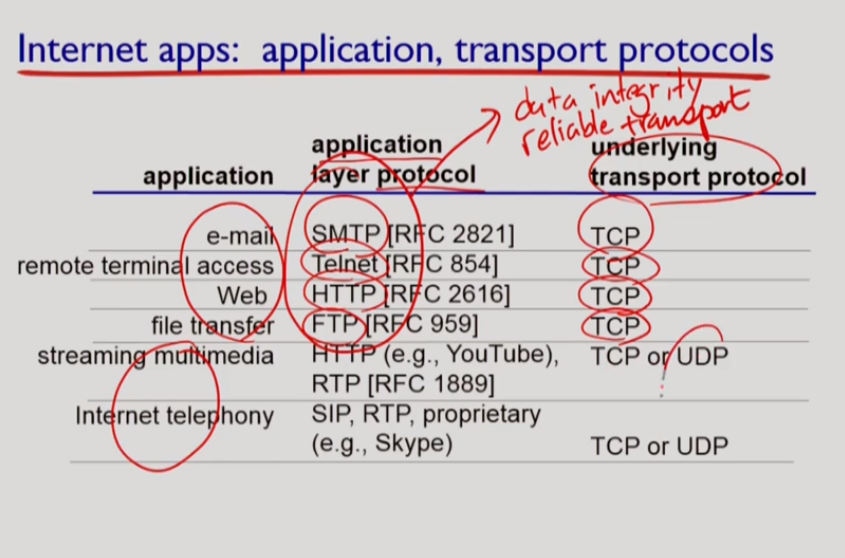 Internet apps: application, transport protocols
data integrity
reliable transport
application application layer protocol underlying transport protocol
e-mail SMTP [RFC 2821] TCP
remote terminal access Telnet [RFC 854] TCP
Web HTTP [RFC 2616] TCP
file transfer FTP [RFC 959] TCP
streaming multimedia HTTP (e.g., YouTube), TCP or UDP
RTP [RFC 1889]
Internet telephony SIP, RTP, proprietary
(e.g., Skype) TCP or UDP